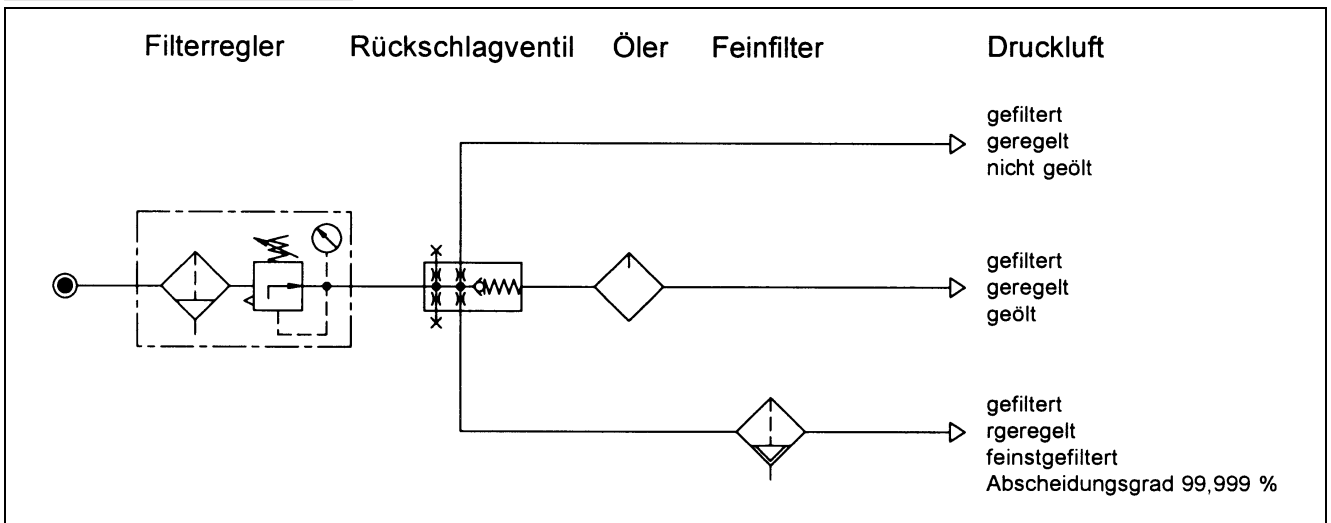 Filterregler Rückschlagventil Öler Feinfilter Druckluft
gefiltert
geregelt
nicht geölt
gefiltert
geregelt
geölt
gefiltert
rgeregelt
feinstgefiltert
Abscheidungsgrad 99,999 %